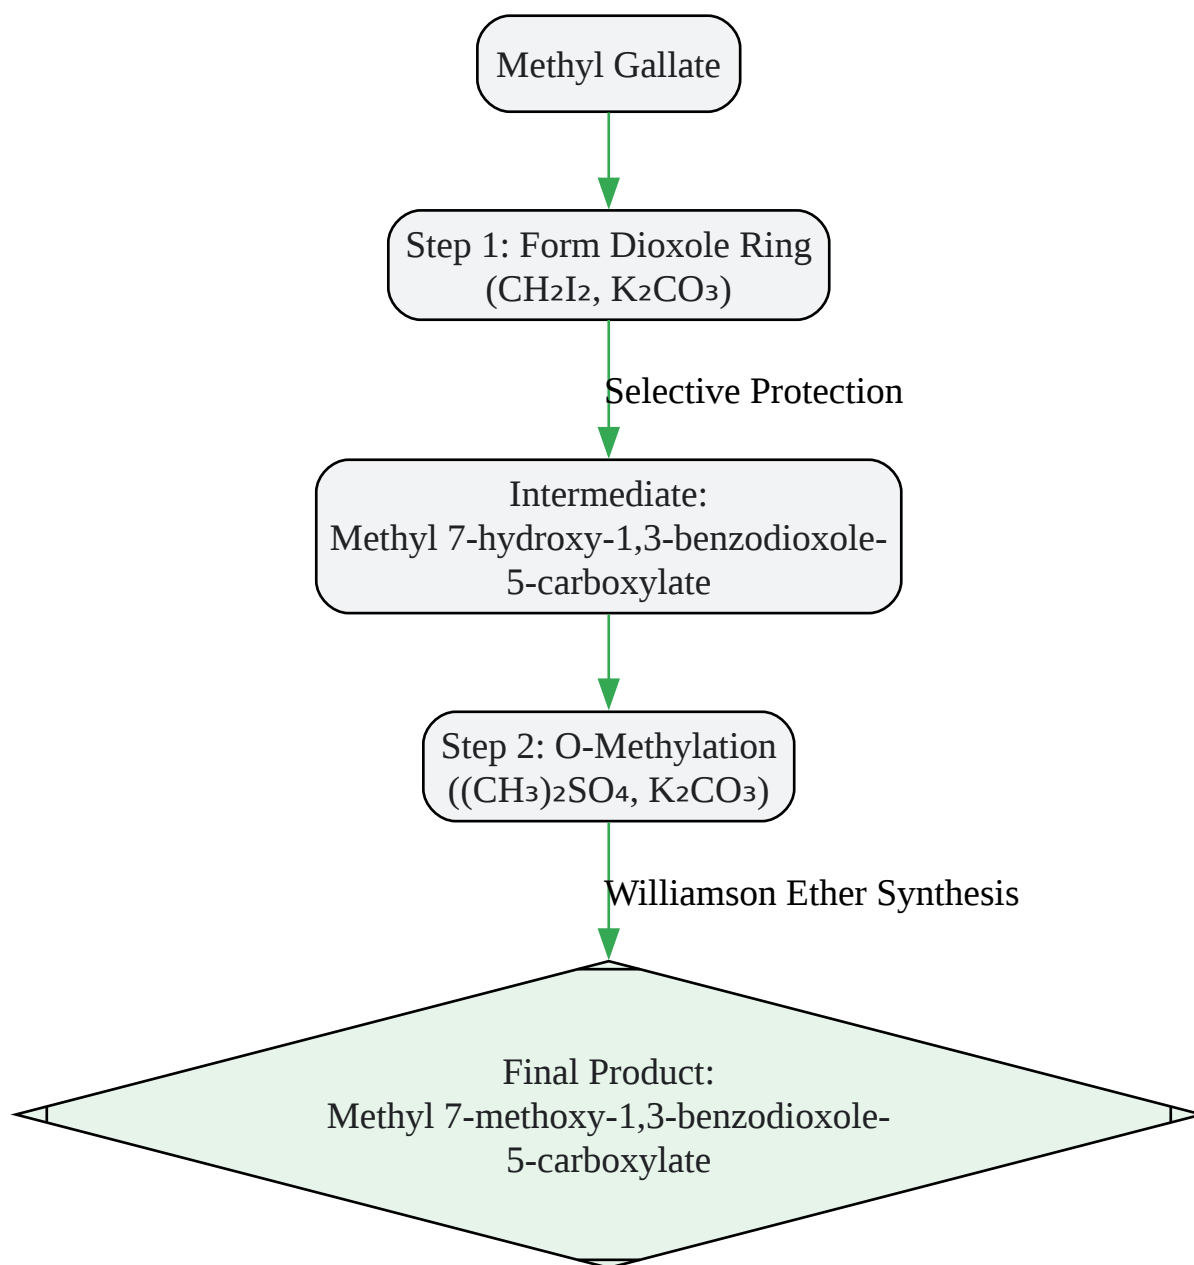 Methyl Gallate
Step 1: Form Dioxole Ring
(CH₂I₂, K₂CO₃)
Selective Protection
Intermediate:
Methyl 7-hydroxy-1,3-benzodioxole-
5-carboxylate
Step 2: O-Methylation
((CH₃)₂SO₄, K₂CO₃)
Williamson Ether Synthesis
Final Product:
Methyl 7-methoxy-1,3-benzodioxole-
5-carboxylate